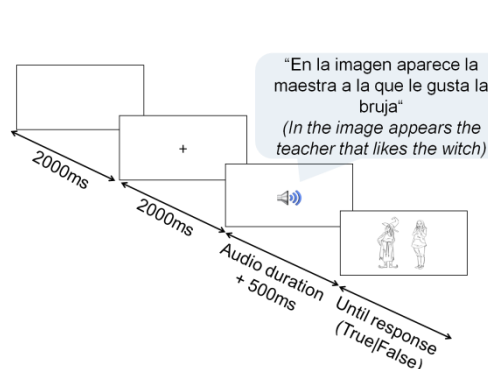 “En la imagen aparece la
maestra a la que le gusta la
bruja“
(In the image appears the
teacher that likes the witch)
+
2000ms
2000ms
Audio duration
+ 500ms
Until response
(True|False)